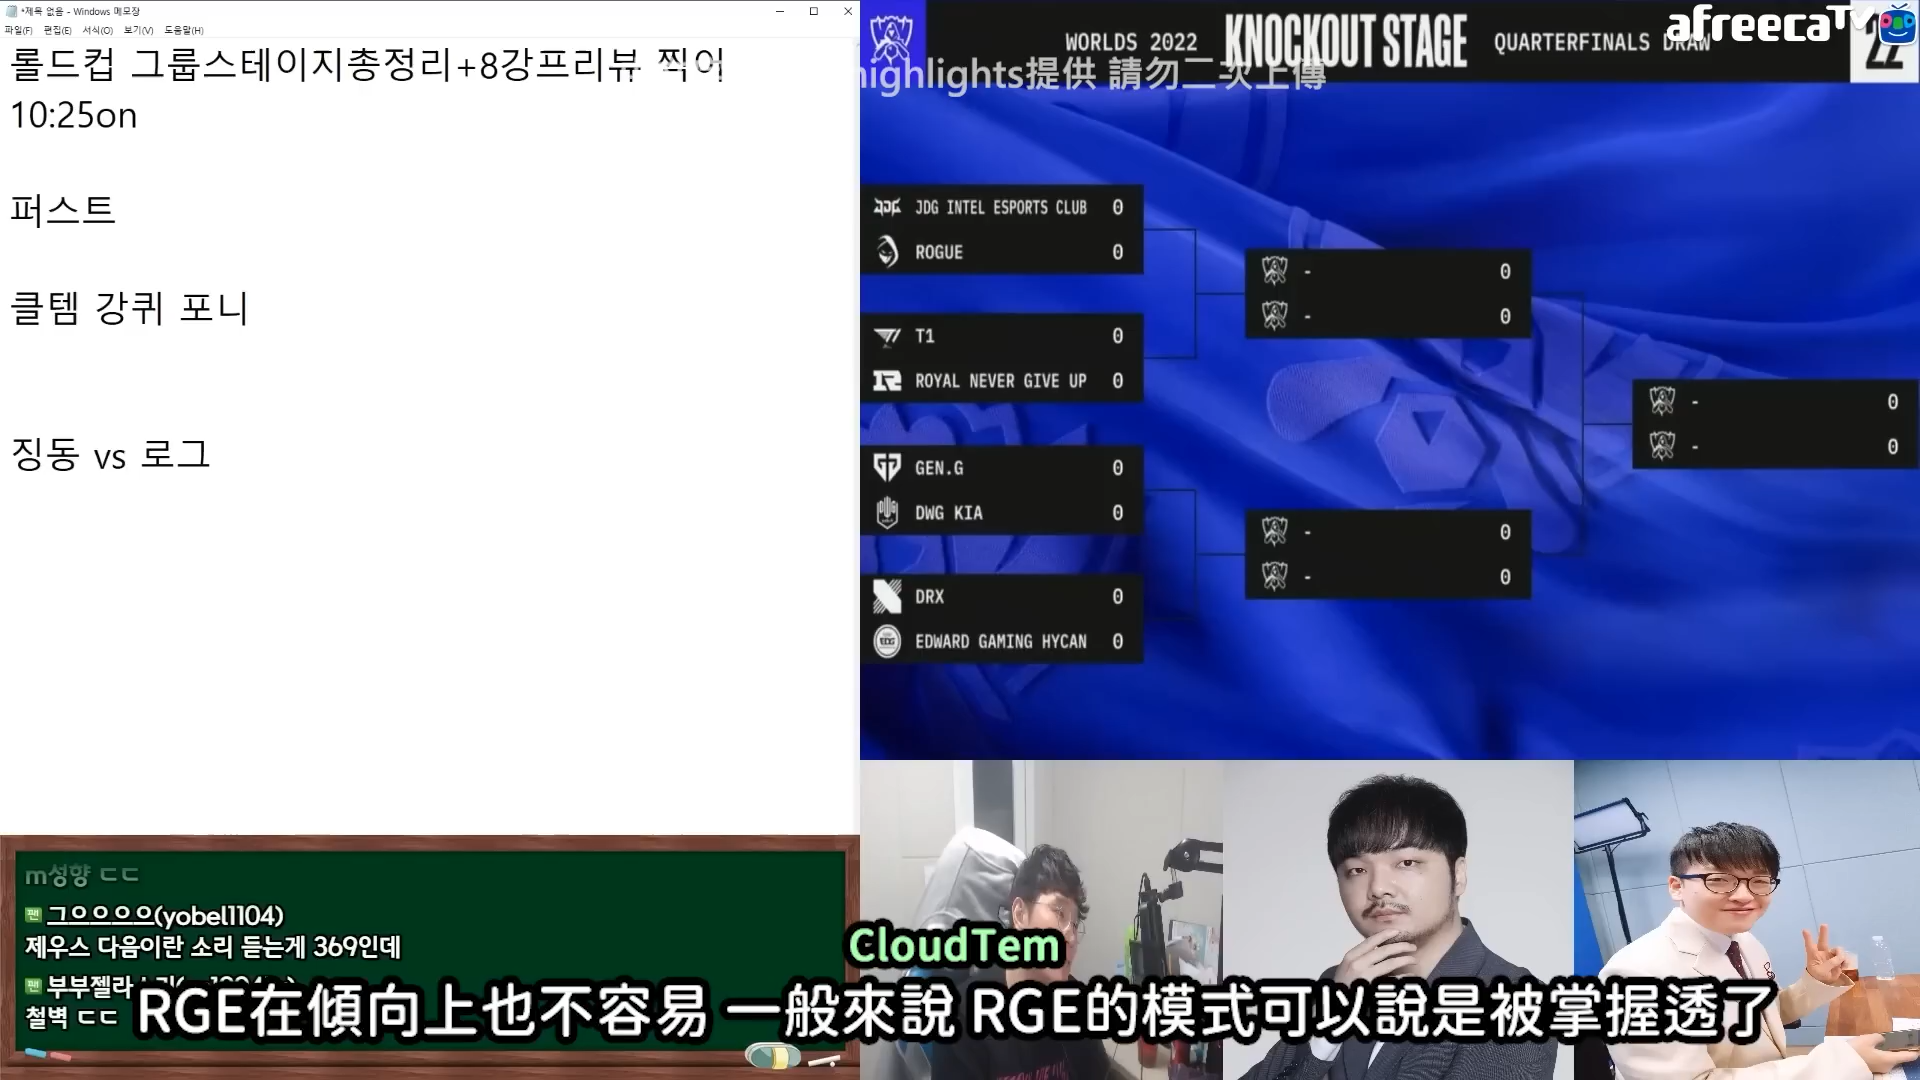 *제목 없음 - Windows 메모장
파일(F) 편집(E) 서식(O) 보기(V) 도움말(H)
롤드컵 그룹스테이지총정리+8강프리뷰 찍어
10:25on
퍼스트
클템 강퀴 포니
징동 vs 로그
WORLDS 2022 KNOCKOUT STAGE QUARTERFINALS DRAW
afreecaTV
22
highlights提供 請勿二次上傳
JDG INTEL ESPORTS CLUB 0
ROGUE 0
T1 0
ROYAL NEVER GIVE UP 0
GEN.G 0
DWG KIA 0
DRX 0
EDWARD GAMING HYCAN 0
- 0
- 0
- 0
- 0
- 0
- 0
m성향 ㄷㄷ
팬 그으으으으(yobel1104)
제우스 다음이란 소리 듣는게 369인데
팬 부부젤라
철벽 ㄷㄷ
CloudTem
RGE在傾向上也不容易 一般來說 RGE的模式可以說是被掌握透了